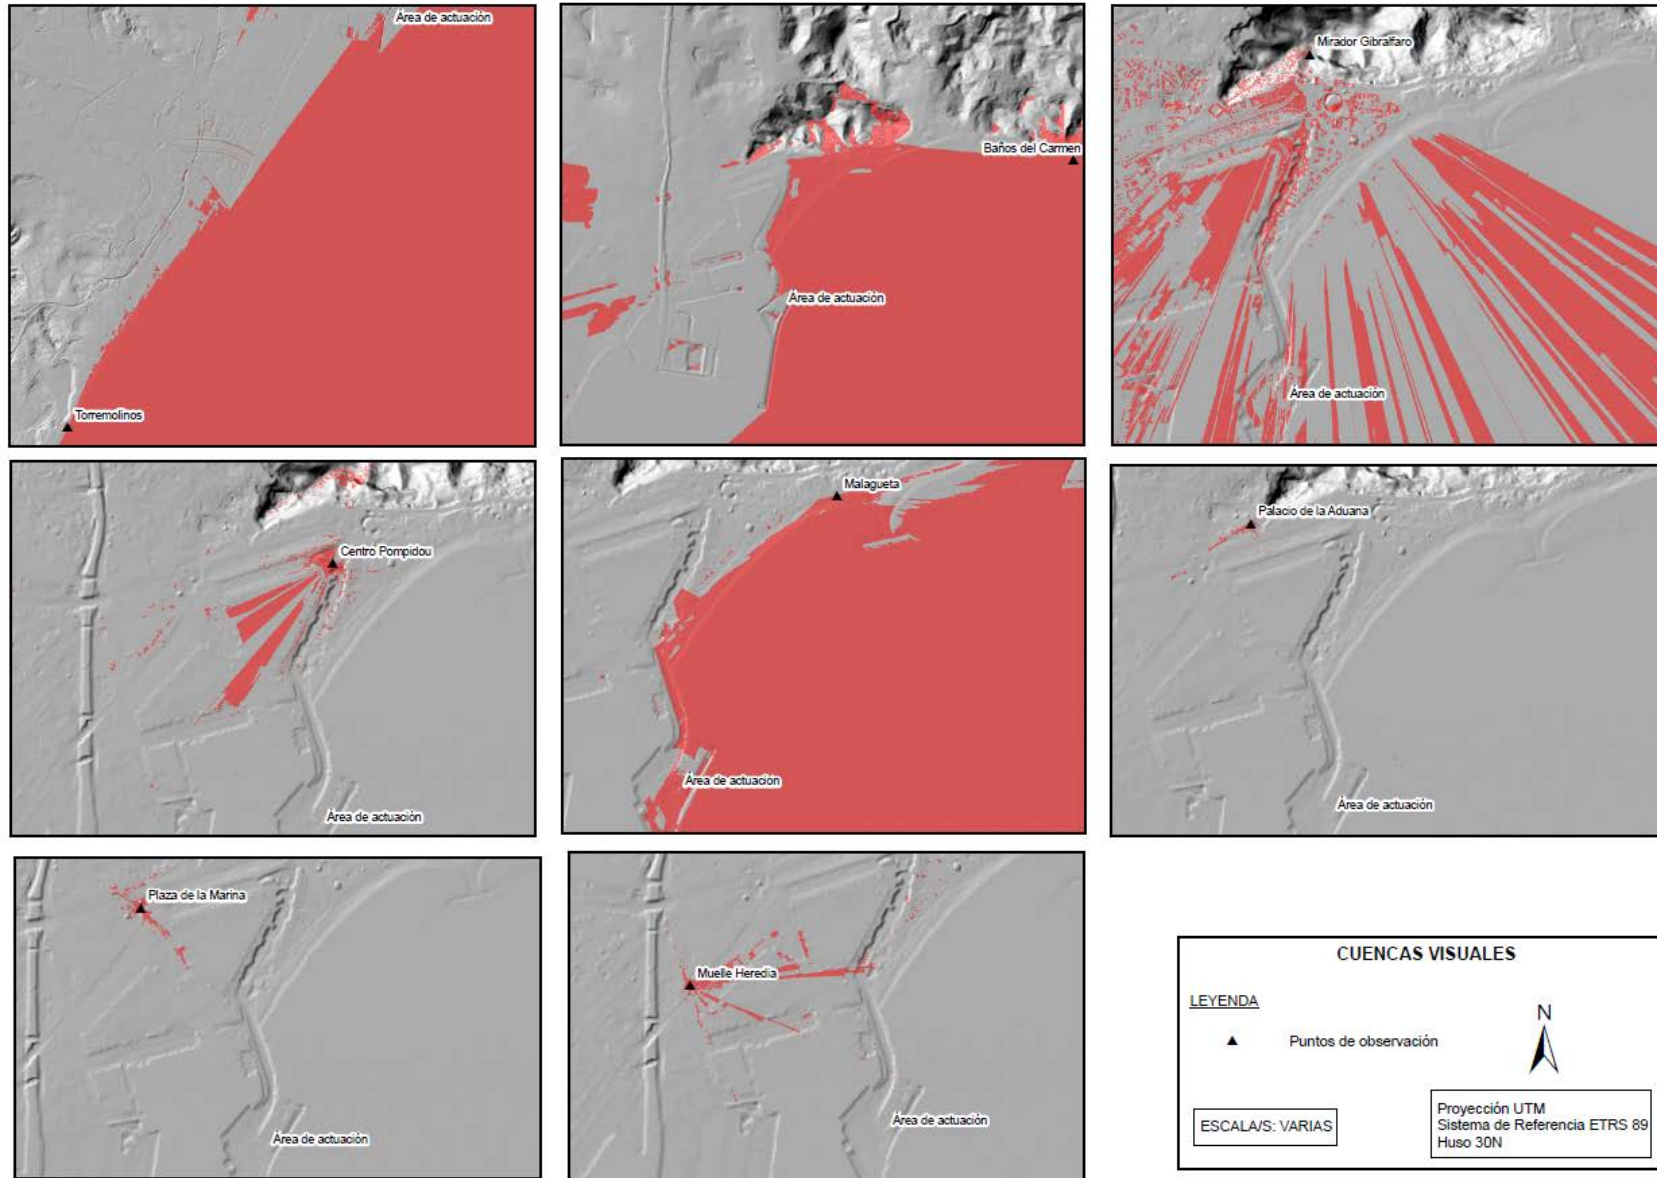 Área de actuación
Torremolinos
Baños del Carmen
Área de actuación
Mirador Gibralfaro
Área de actuación
Centro Pompidou
Área de actuación
Malagueta
Área de actuación
Palacio de la Aduana
Área de actuación
Plaza de la Marina
Área de actuación
Muelle Heredia
Área de actuación
CUENCAS VISUALES
LEYENDA
N
Puntos de observación
ESCALA/S: VARIAS
Proyección UTM
Sistema de Referencia ETRS 89
Huso 30N